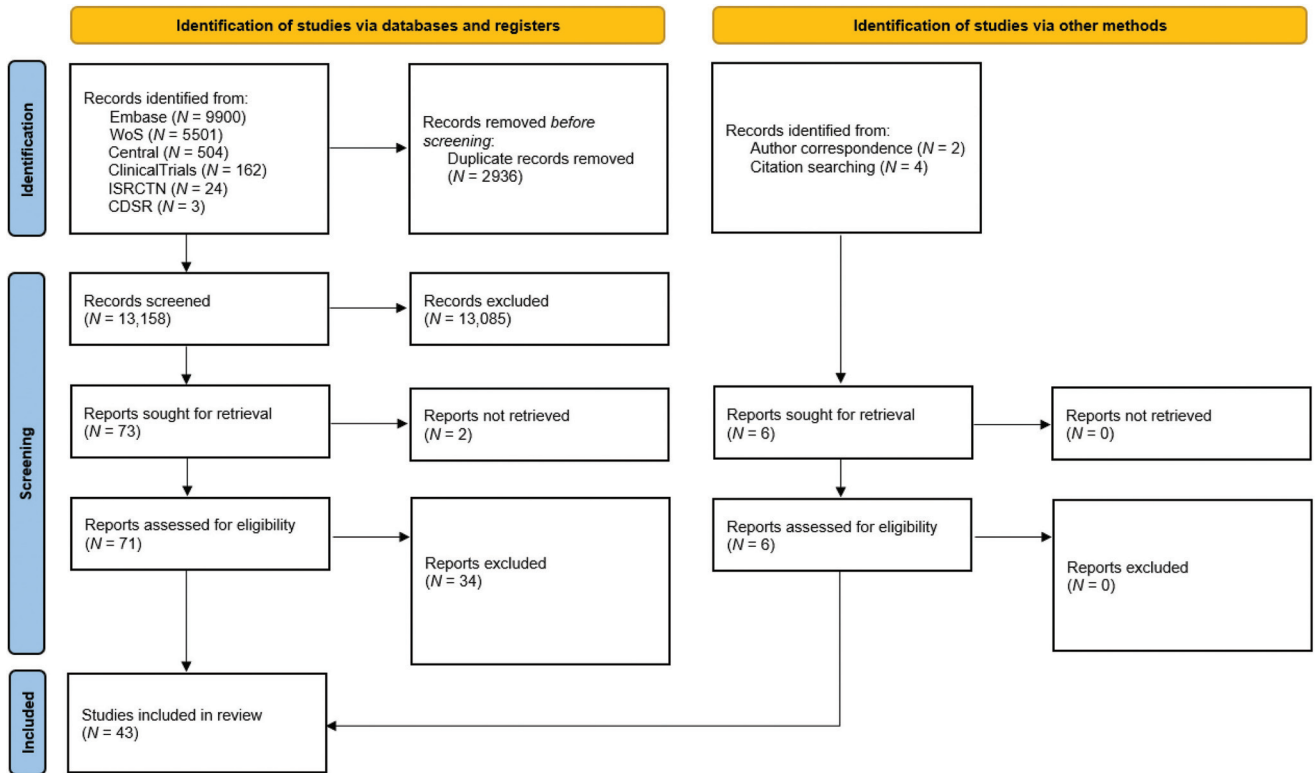 Identification of studies via databases and registers
Identification of studies via other methods
Identification
Records identified from:
Embase (N = 9900)
WoS (N = 5501)
Central (N = 504)
ClinicalTrials (N = 162)
ISRCTN (N = 24)
CDSR (N = 3)
Records removed before
screening:
Duplicate records removed
(N = 2936)
Records identified from:
Author correspondence (N = 2)
Citation searching (N = 4)
Screening
Records screened
(N = 13,158)
Records excluded
(N = 13,085)
Reports sought for retrieval
(N = 73)
Reports not retrieved
(N = 2)
Reports sought for retrieval
(N = 6)
Reports not retrieved
(N = 0)
Reports assessed for eligibility
(N = 71)
Reports excluded
(N = 34)
Reports assessed for eligibility
(N = 6)
Reports excluded
(N = 0)
Included
Studies included in review
(N = 43)